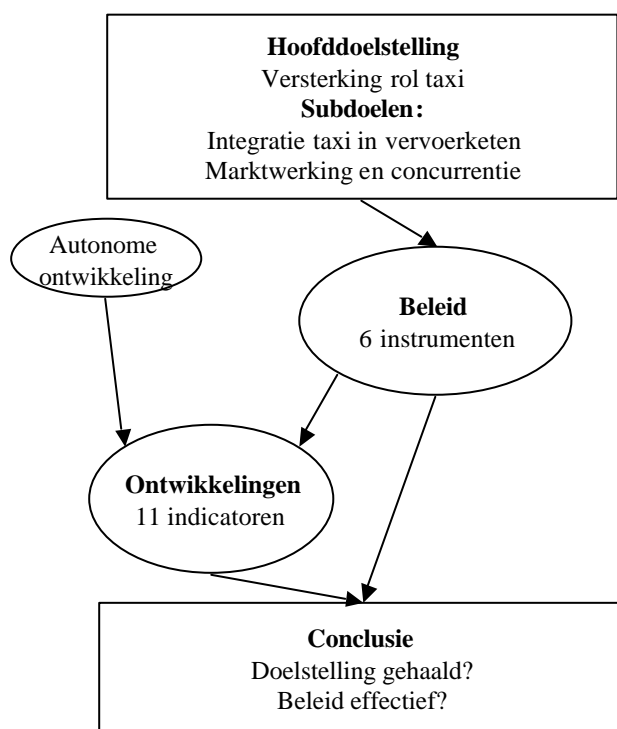 Hoofddoelstelling
Versterking rol taxi
Subdoelen:
Integratie taxi in vervoerketen
Marktwerking en concurrentie
Autonome
ontwikkeling
Beleid
6 instrumenten
Ontwikkelingen
11 indicatoren
Conclusie
Doelstelling gehaald?
Beleid effectief?